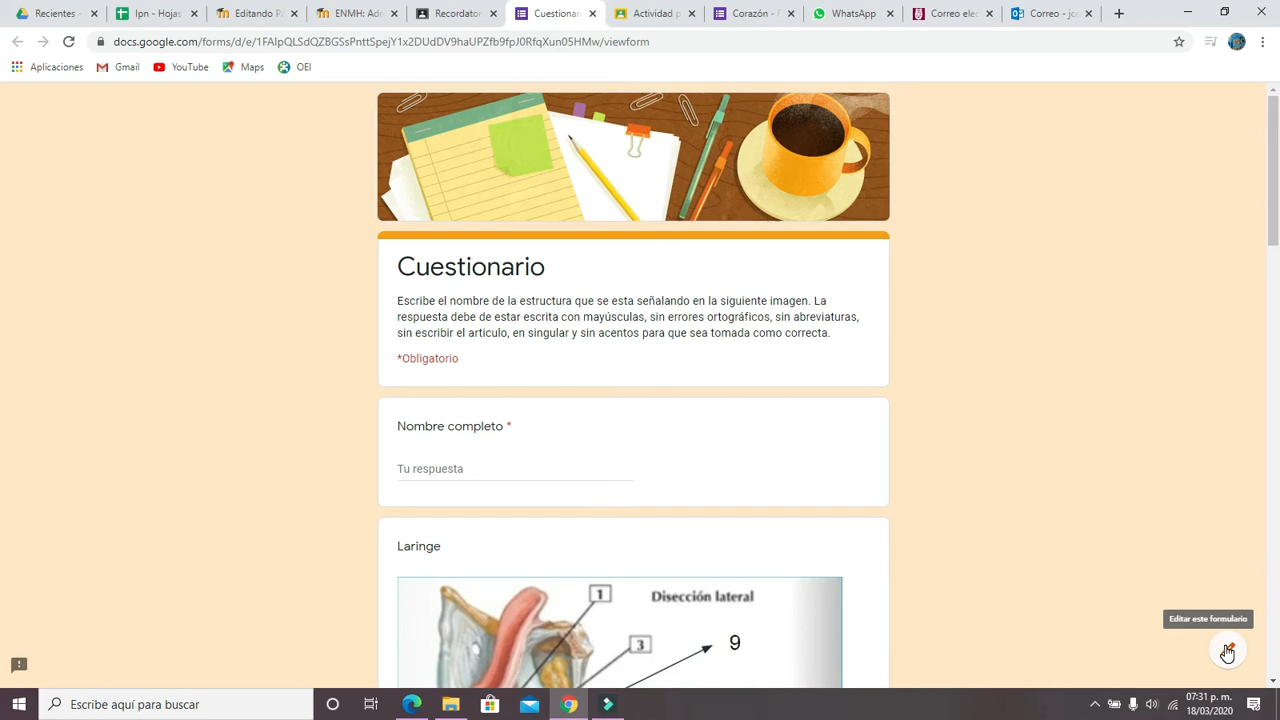 Recientes -
Ipn - Hojas
Editando P
ENMH: Ad
Recordator
Cuestionar
Actividad p
Corazón - F
WhatsApp
Correo elec
Correo - jc
docs.google.com/forms/d/e/1FAIpQLSdQZBGSsPnttSpejY1x2DUdDV9haUPZfb9fpJ0RfqXun05HMw/viewform
Aplicaciones
Gmail
YouTube
Maps
OEI
Cuestionario
Escribe el nombre de la estructura que se esta señalando en la siguiente imagen. La
respuesta debe de estar escrita con mayúsculas, sin errores ortográficos, sin abreviaturas,
sin escribir el articulo, en singular y sin acentos para que sea tomada como correcta.
*Obligatorio
Nombre completo *
Tu respuesta
Laringe
1
Disección lateral
3
9
Editar este formulario
Escribe aquí para buscar
07:31 p. m.
18/03/2020